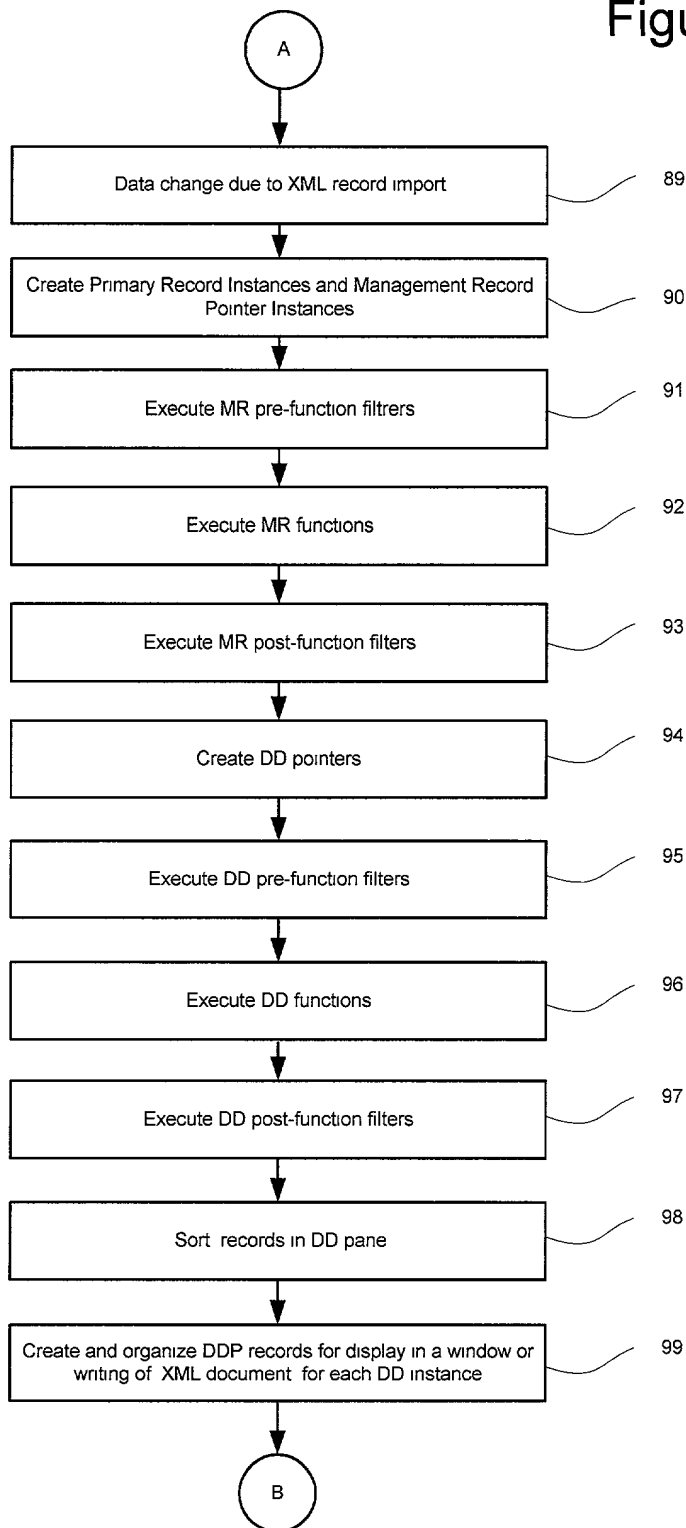 Figu
A
Data change due to XML record import
89
Create Primary Record Instances and Management Record
Pointer Instances
90
Execute MR pre-function filtrers
91
Execute MR functions
92
Execute MR post-function filters
93
Create DD pointers
94
Execute DD pre-function filters
95
Execute DD functions
96
Execute DD post-function filters
97
Sort records in DD pane
98
Create and organize DDP records for display in a window or
writing of XML document for each DD instance
99
B